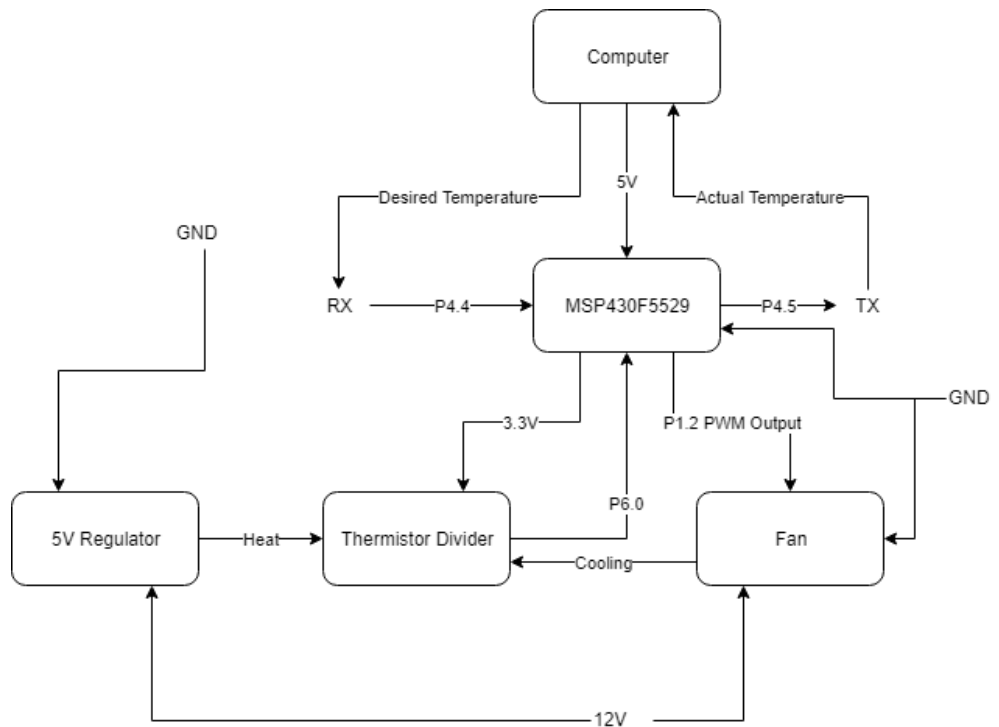 Computer
5V
Desired Temperature
Actual Temperature
GND
RX
P4.4
MSP430F5529
P4.5
TX
GND
3.3V
P1.2 PWM Output
P6.0
5V Regulator
Heat
Thermistor Divider
Cooling
Fan
12V